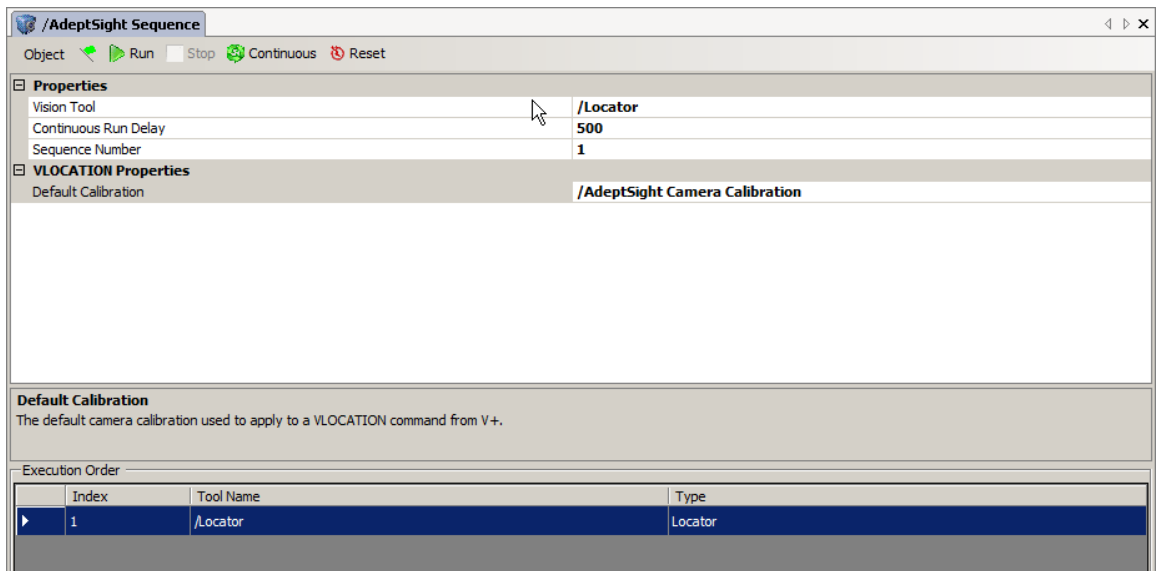 /AdeptSight Sequence
Object Run Stop Continuous Reset
Properties
Vision Tool /Locator
Continuous Run Delay 500
Sequence Number 1
VLOCATION Properties
Default Calibration /AdeptSight Camera Calibration
Default Calibration
The default camera calibration used to apply to a VLOCATION command from V+.
Execution Order
Index Tool Name Type
1 /Locator Locator